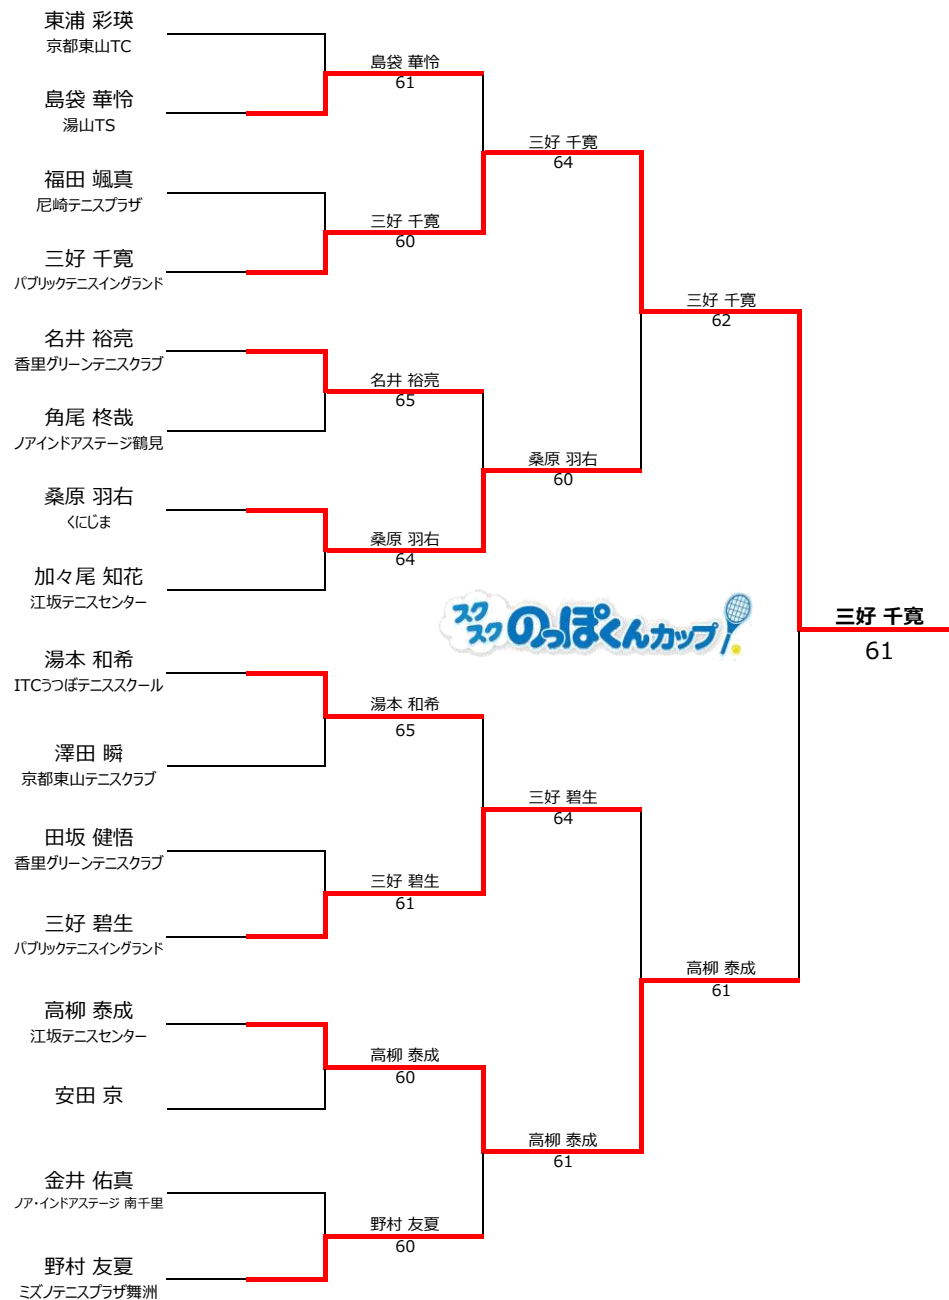 東浦 彩瑛
京都東山TC
島袋 華怜
湯山TS
福田 颯真
尼崎テニスプラザ
三好 千寛
パブリックテニスイングランド
名井 裕亮
香里グリーンテニスクラブ
角尾 柊哉
ノアインドアステージ鶴見
桑原 羽右
くにじま
加々尾 知花
江坂テニスセンター
湯本 和希
ITCうつぼテニススクール
澤田 瞬
京都東山テニスクラブ
田坂 健悟
香里グリーンテニスクラブ
三好 碧生
パブリックテニスイングランド
高柳 泰成
江坂テニスセンター
安田 京
金井 佑真
ノア・インドアステージ 南千里
野村 友夏
ミズノテニスプラザ舞洲
島袋 華怜
61
三好 千寛
60
名井 裕亮
65
桑原 羽右
64
湯本 和希
65
三好 碧生
61
高柳 泰成
60
野村 友夏
60
三好 千寛
64
桑原 羽右
60
三好 碧生
64
高柳 泰成
61
三好 千寛
62
高柳 泰成
61
スクスク のっぽくんカップ
三好 千寛
61